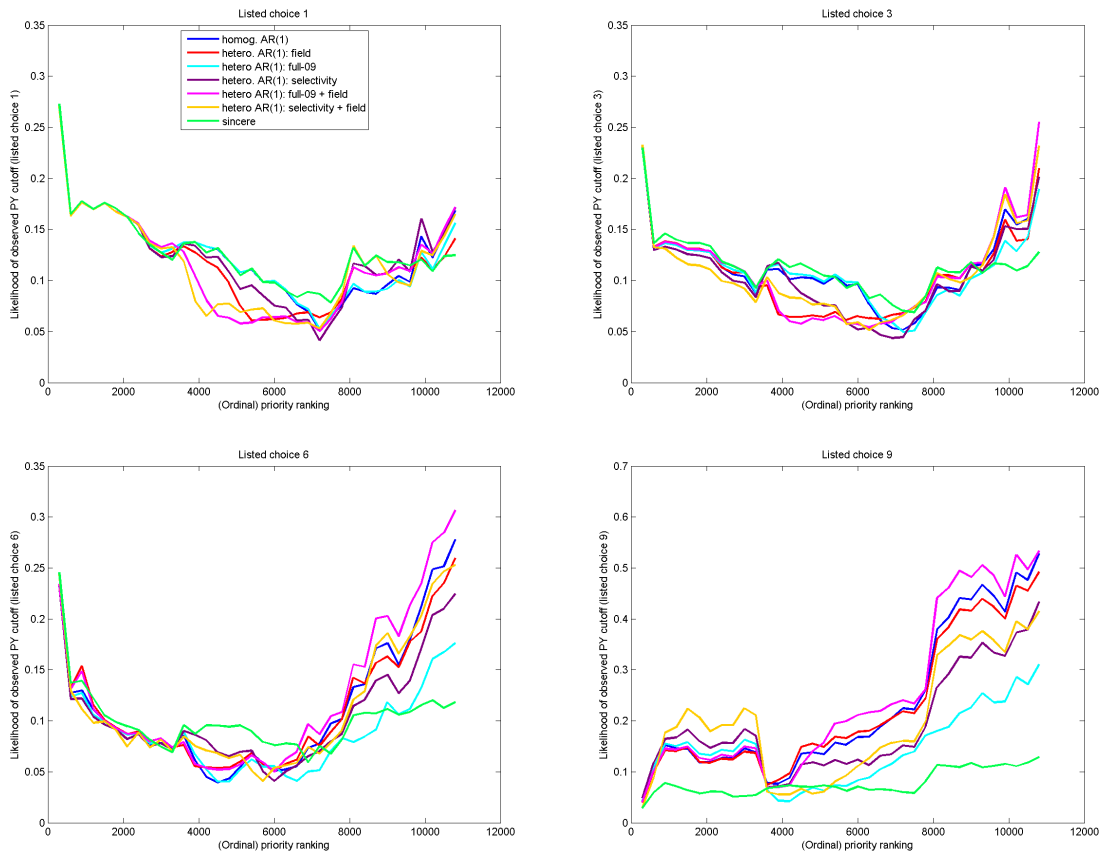 Listed choice 1
Likelihood of observed PY cutoff (listed choice 1)
0.35
0.3
0.25
0.2
0.15
0.1
0.05
0
homog. AR(1)
hetero. AR(1): field
hetero AR(1): full-09
hetero. AR(1): selectivity
hetero AR(1): full-09 + field
hetero AR(1): selectivity + field
sincere
0 2000 4000 6000 8000 10000 12000
(Ordinal) priority ranking
Listed choice 3
Likelihood of observed PY cutoff (listed choice 3)
0.35
0.3
0.25
0.2
0.15
0.1
0.05
0
0 2000 4000 6000 8000 10000 12000
(Ordinal) priority ranking
Listed choice 6
Likelihood of observed PY cutoff (listed choice 6)
0.35
0.3
0.25
0.2
0.15
0.1
0.05
0
0 2000 4000 6000 8000 10000 12000
(Ordinal) priority ranking
Listed choice 9
Likelihood of observed PY cutoff (listed choice 9)
0.7
0.6
0.5
0.4
0.3
0.2
0.1
0
0 2000 4000 6000 8000 10000 12000
(Ordinal) priority ranking